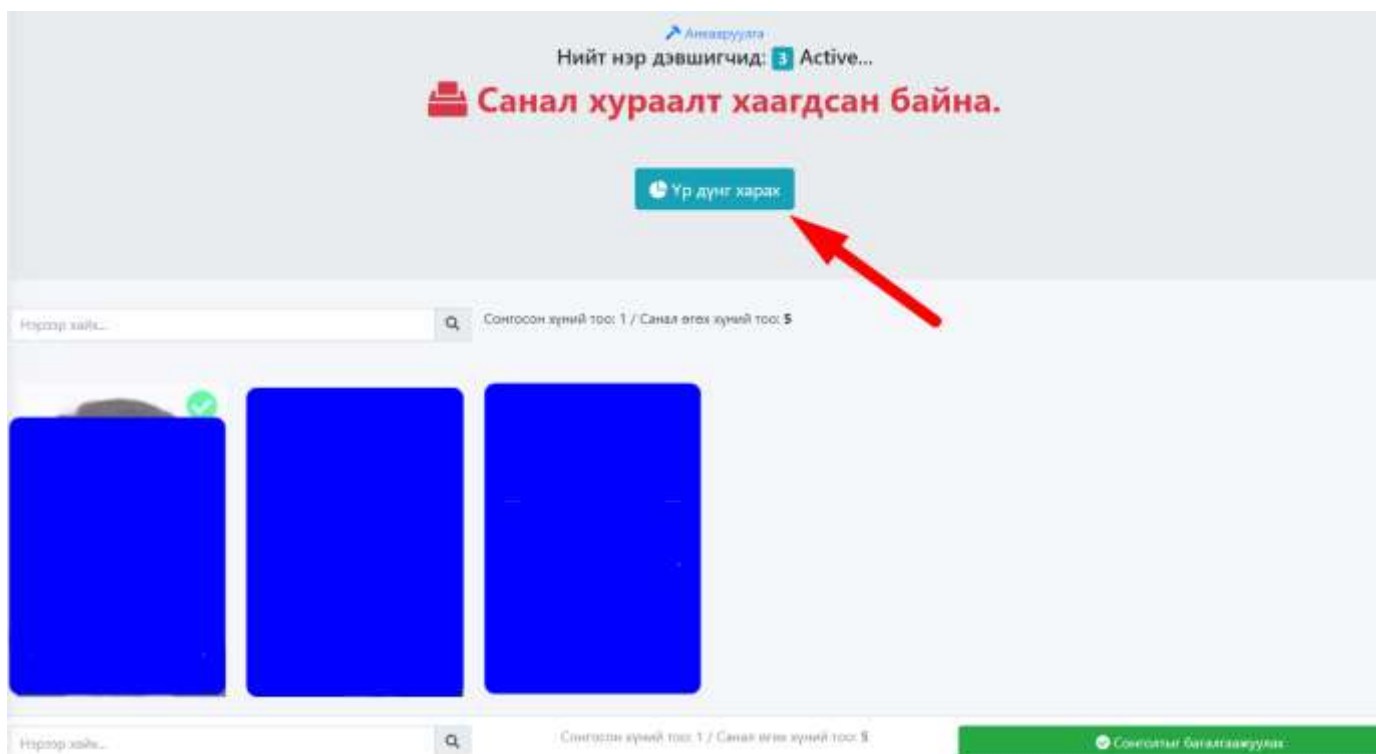 Анхааруулга
Нийт нэр дэвшигчид: 3 Active...
Санал хураалт хаагдсан байна.
Үр дүнг харах
Нэрээр хайх...
Сонгосон хүний тоо: 1 / Санал өгөх хүний тоо: 5
Нэрээр хайх...
Сонгосон хүний тоо: 1 / Санал өгөх хүний тоо: 5
Сонголтыг баталгаажуулах